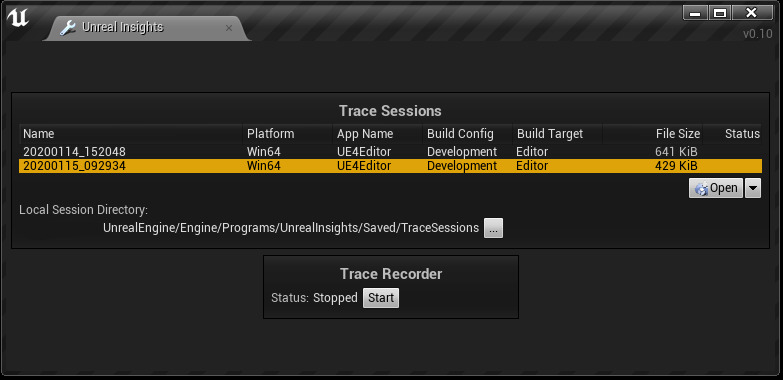 Unreal Insights
v0.10
Trace Sessions
Name Platform App Name Build Config Build Target File Size Status
20200114_152048 Win64 UE4Editor Development Editor 641 KiB
20200115_092934 Win64 UE4Editor Development Editor 429 KiB
Open
Local Session Directory:
UnrealEngine/Engine/Programs/UnrealInsights/Saved/TraceSessions ...
Trace Recorder
Status: Stopped Start